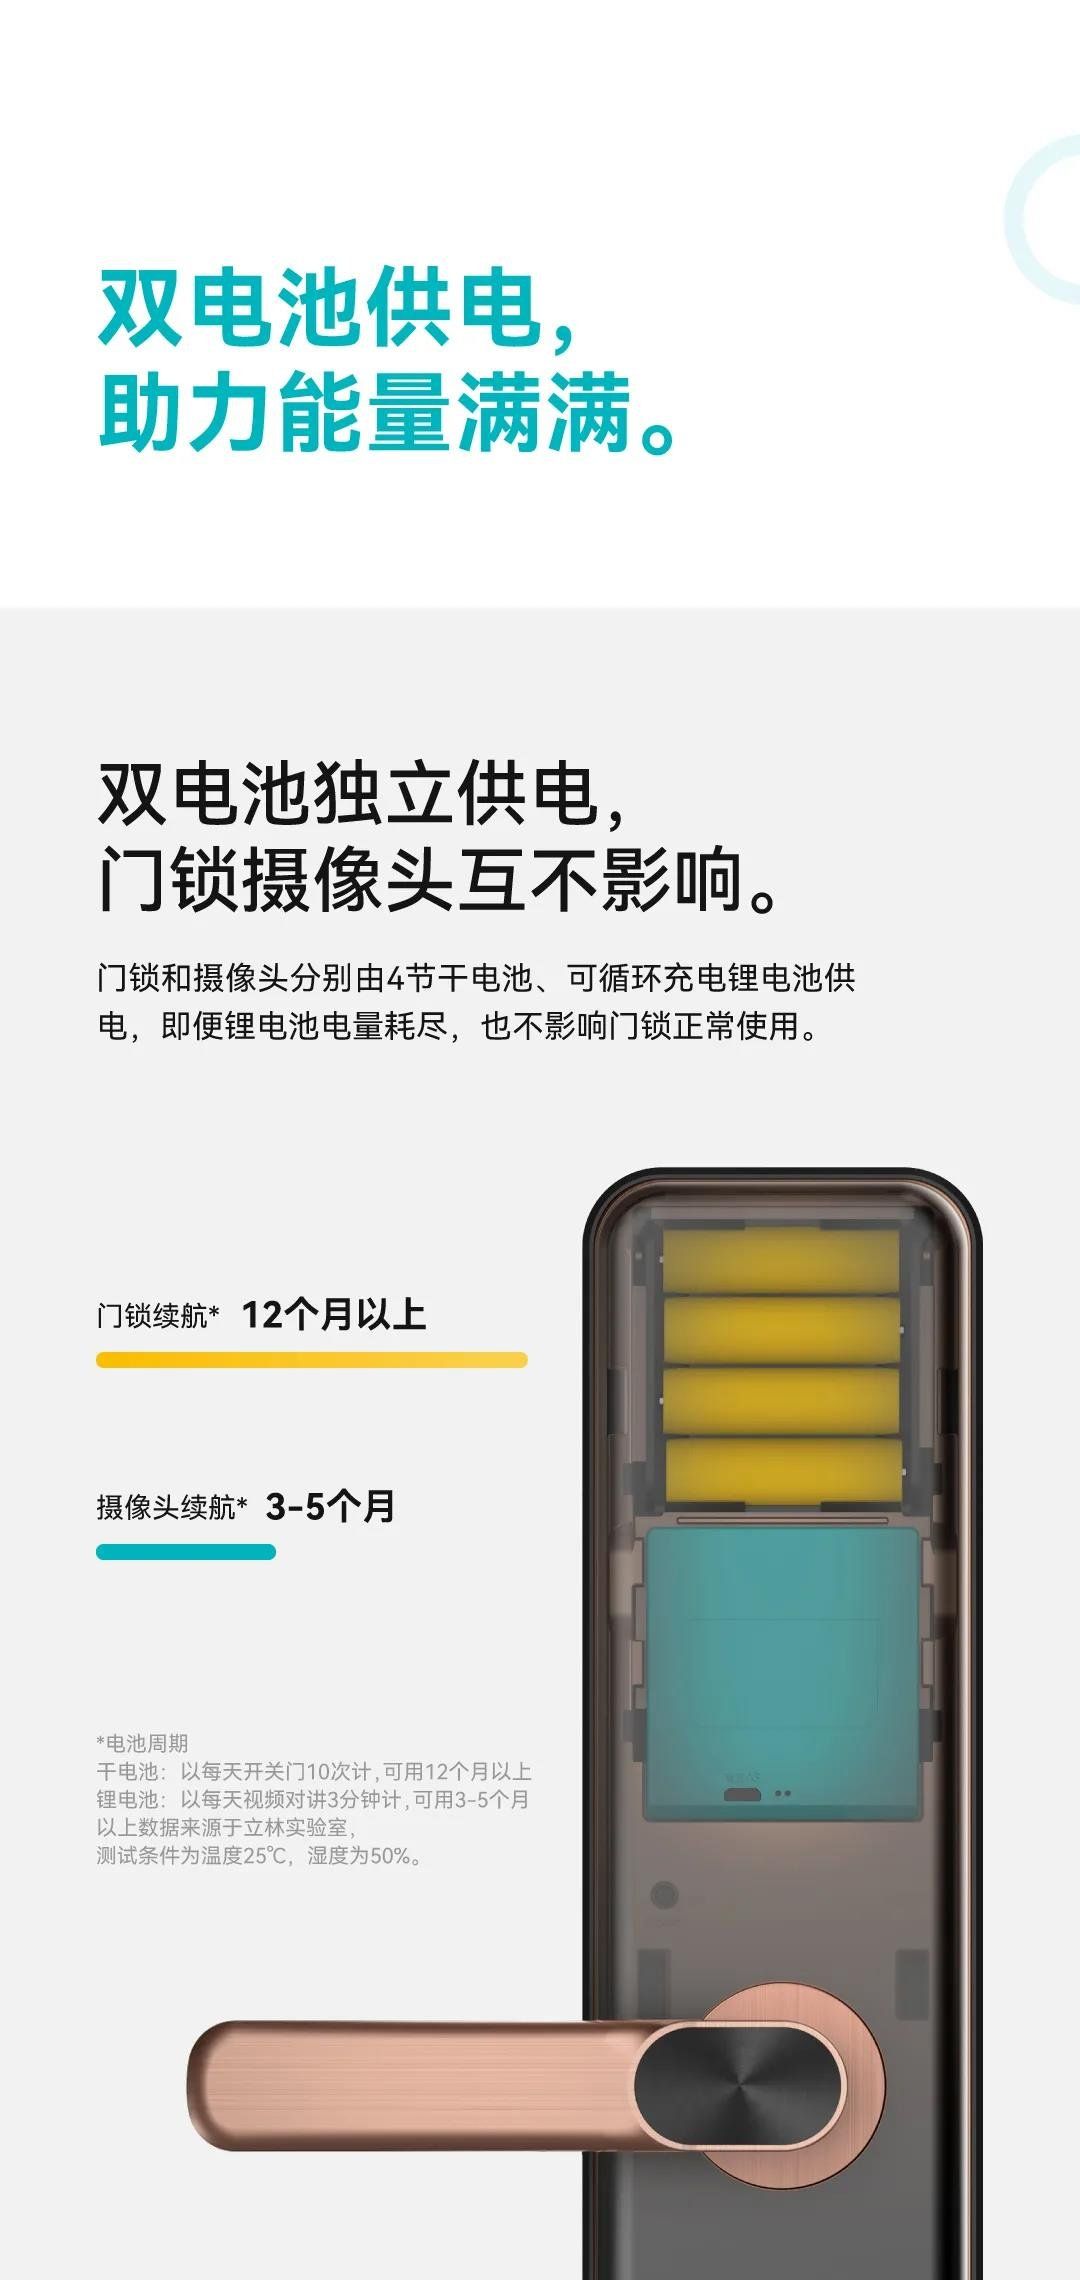 双电池供电，
助力能量满满。
双电池独立供电，
门锁摄像头互不影响。
门锁和摄像头分别由4节干电池、可循环充电锂电池供
电，即便锂电池电量耗尽，也不影响门锁正常使用。
门锁续航* 12个月以上
摄像头续航* 3-5个月
*电池周期
干电池：以每天开关门10次计,可用12个月以上
锂电池：以每天视频对讲3分钟计,可用3-5个月
以上数据来源于立林实验室，
测试条件为温度25℃，湿度为50%。